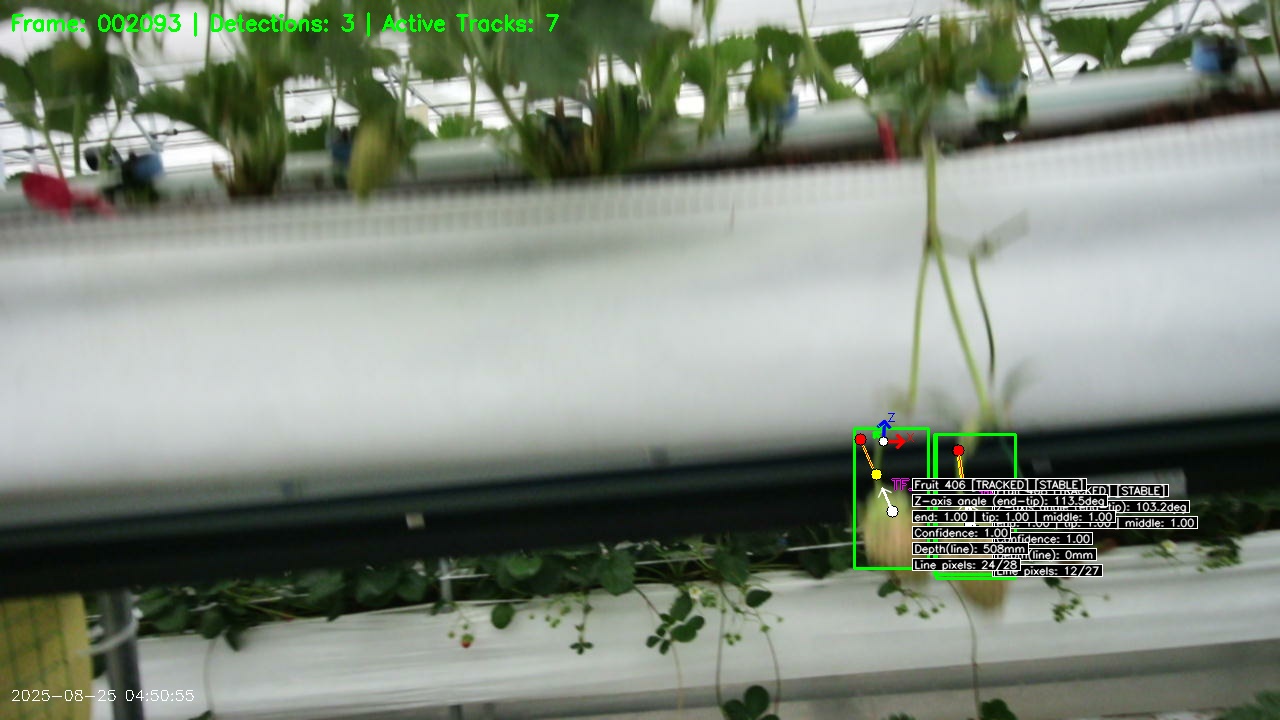 Frame: 002093 | Detections: 3 | Active Tracks: 7
Z
TF
Fruit 406 [TRACKED] [STABLE]
Z-axis angle (end-tip): 113.5deg
end: 1.00 | tip: 1.00 | middle: 1.00
Confidence: 1.00
Depth(line): 508mm
Line pixels: 24/28
[STABLE]
tip): 103.2deg
middle: 1.00
Confidence: 1.00
(line): 0mm
Line pixels: 12/27
2025-08-25 04:50:55